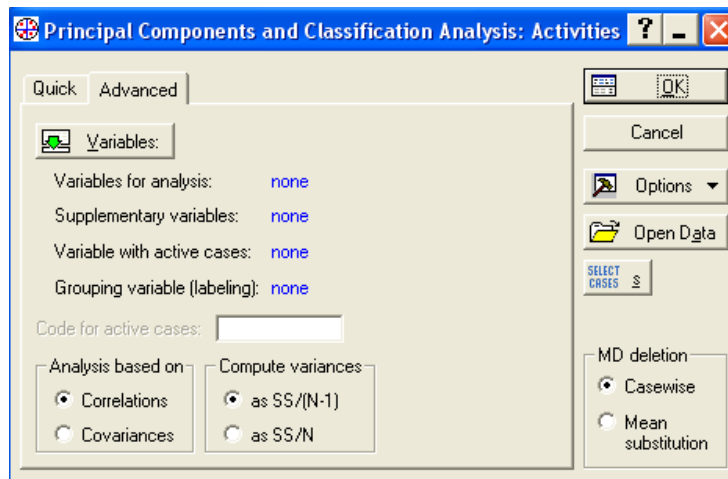 Principal Components and Classification Analysis: Activities ? _ X
Quick Advanced
OK
Variables:
Cancel
Variables for analysis: none
Options
Supplementary variables: none
Variable with active cases: none
Open Data
Grouping variable (labeling): none
SELECT
CASES S
Code for active cases:
Analysis based on
Correlations
Covariances
Compute variances
as SS/(N-1)
as SS/N
MD deletion
Casewise
Mean
substitution